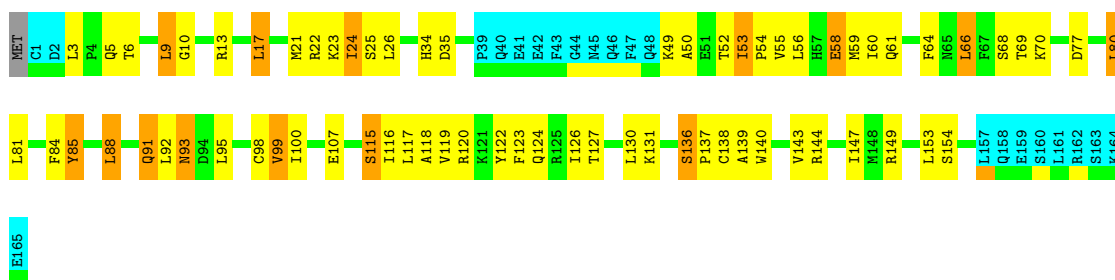 MET C1 D2 L3 P4 Q5 T6 L9 G10 R13 L17 M21 R22 K23 I24 S25 L26 H34 D35 P39 Q40 E41 E42 F43 G44 N45 Q46 F47 Q48 K49 A50 E51 T52 I53 P54 V55 L56 H57 E58 M59 I60 Q61 F64 N65 L66 F67 S68 T69 K70 D77
L81 F84 Y85 L88 Q91 L92 N93 D94 L95 C98 V99 I100 E107 S115 I116 L117 A118 V119 R120 K121 Y122 F123 Q124 R125 I126 T127 L130 K131 S136 P137 C138 A139 W140 V143 R144 I147 M148 R149 L153 S154 L157 Q158 E159 S160 L161 R162 S163
E165